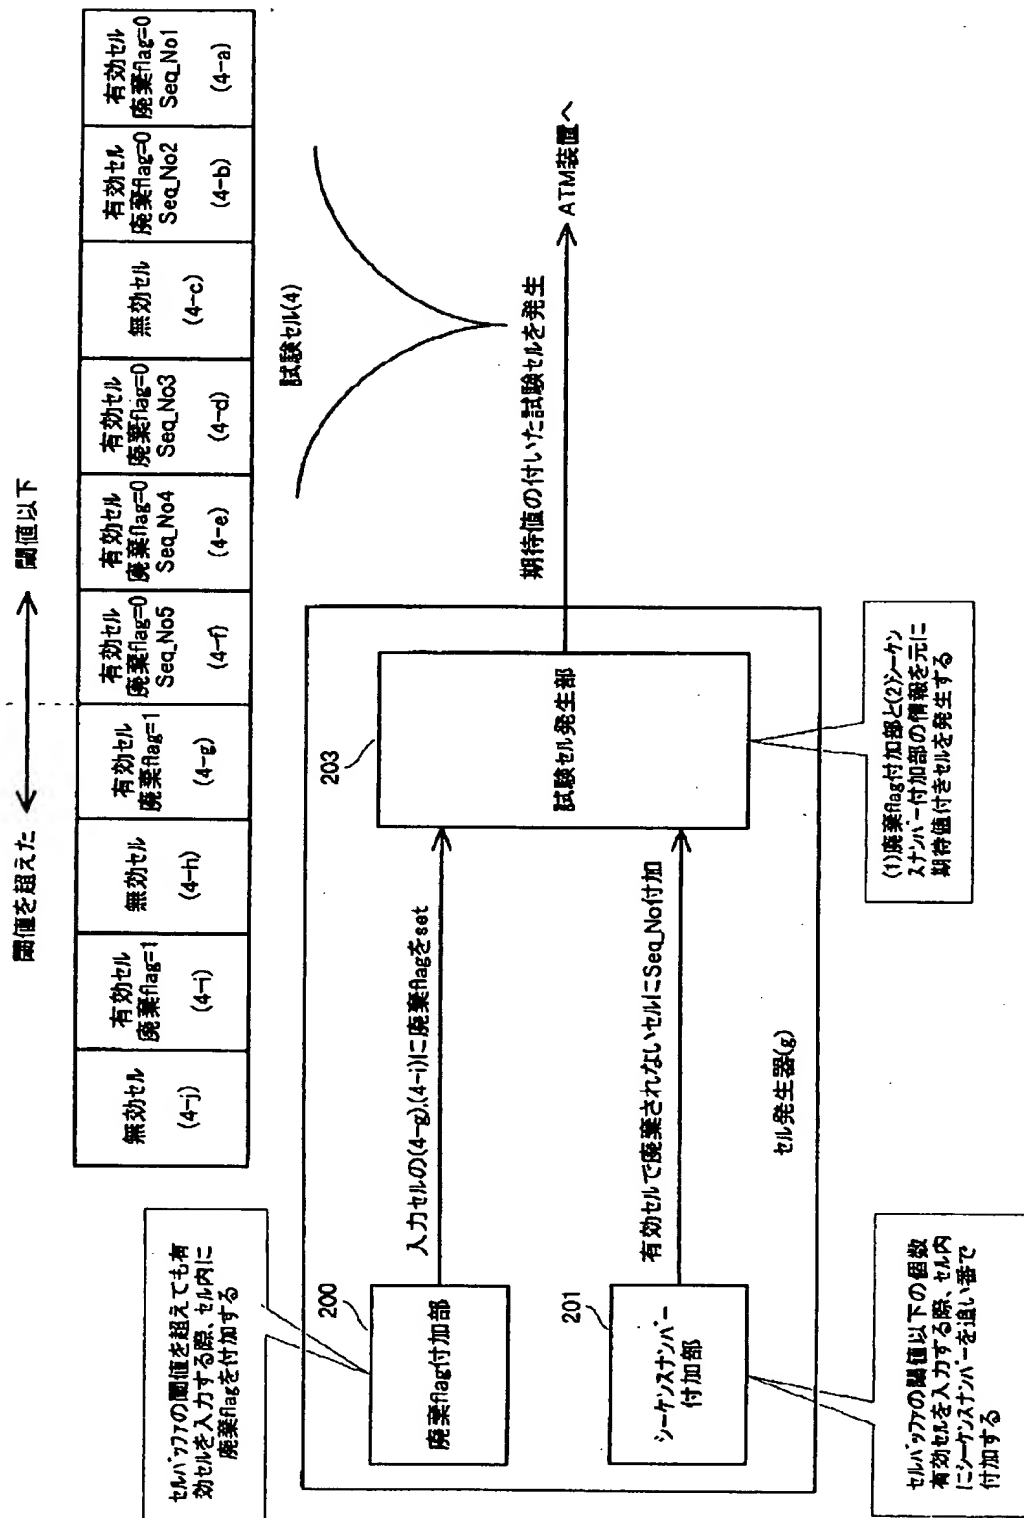 閾値を超えた
閾値以下
無効セル
(4-j)
有効セル
廃棄flag=1
(4-i)
無効セル
(4-h)
有効セル
廃棄flag=1
(4-g)
有効セル
廃棄flag=0
Seq_No5
(4-f)
有効セル
廃棄flag=0
Seq_No4
(4-e)
有効セル
廃棄flag=0
Seq_No3
(4-d)
無効セル
(4-c)
有効セル
廃棄flag=0
Seq_No2
(4-b)
有効セル
廃棄flag=0
Seq_No1
(4-a)
試験セル(4)
セルバッファの閾値を超えても有
効セルを入力する際、セル内に
廃棄flagを付加する
200
廃棄flag付加部
入力セルの(4-g),(4-i)に廃棄flagをset
203
試験セル発生部
期待値の付いた試験セルを発生
ATM装置へ
201
シーケンスナンバー
付加部
有効セルで廃棄されないセルにSeq_No付加
セル発生器(g)
セルバッファの閾値以下の個数
有効セルを入力する際、セル内
にシーケンスナンバーを追い番で
付加する
(1)廃棄flag付加部と(2)シーケン
スナンバー付加部の情報を元に
期待値付きセルを発生する